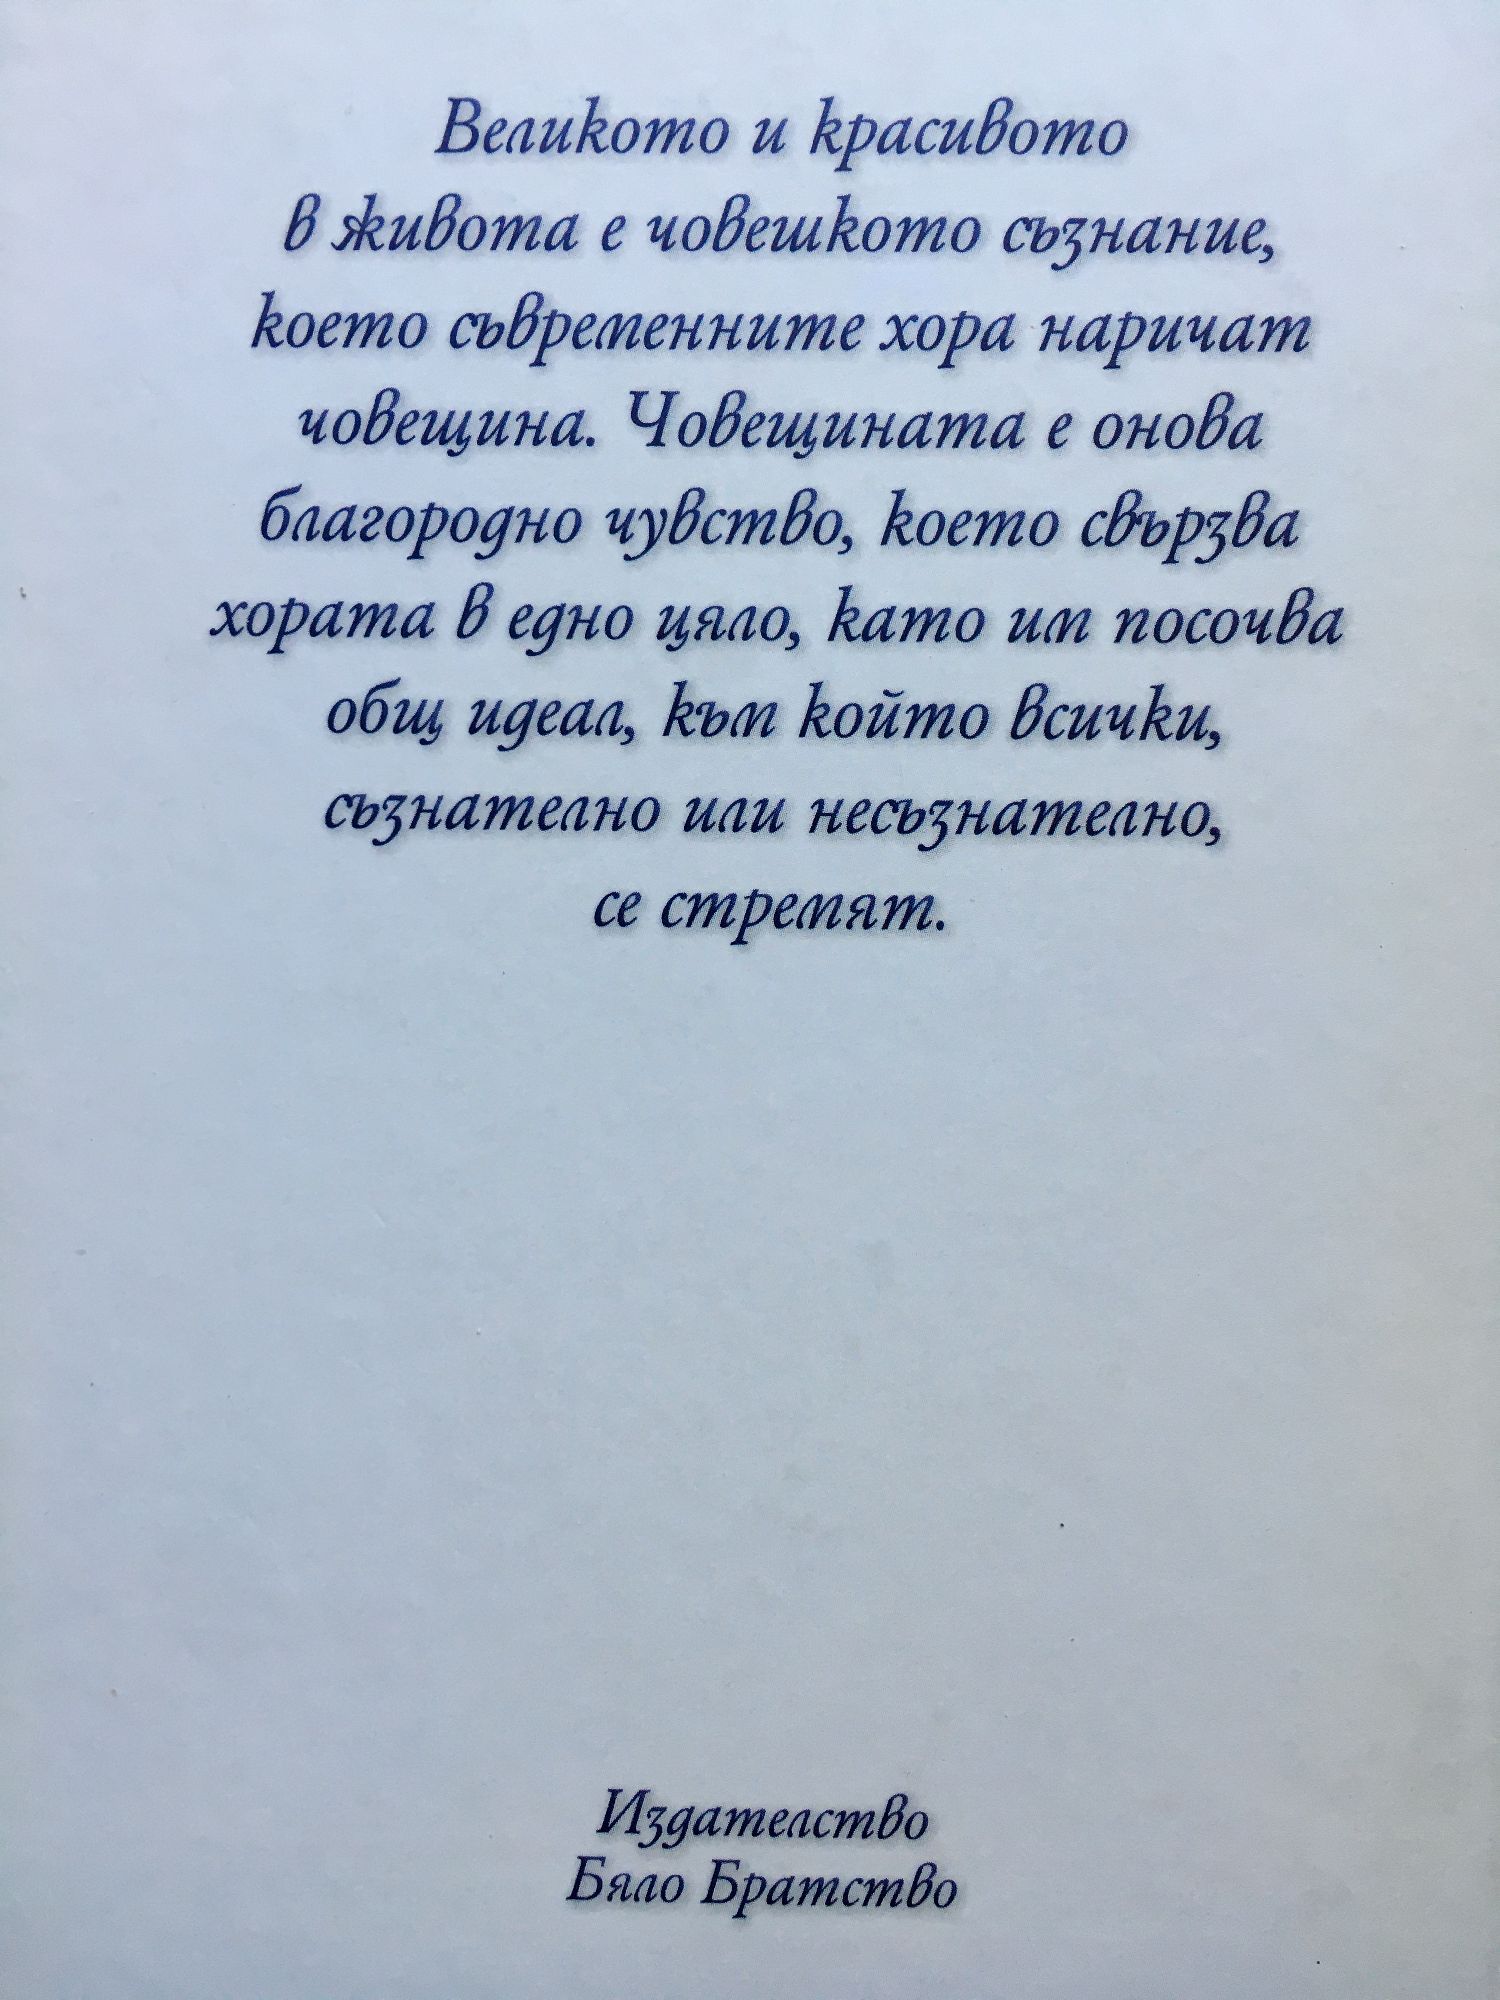 Великото и красивото
в живота е човешкото съзнание,
което съвременните хора наричат
човещина. Човещината е онова
благородно чувство, което свързва
хората в едно цяло, като им посочва
общ идеал, към който всички,
съзнателно или несъзнателно,
се стремят.
Издателство
Бяло Братство